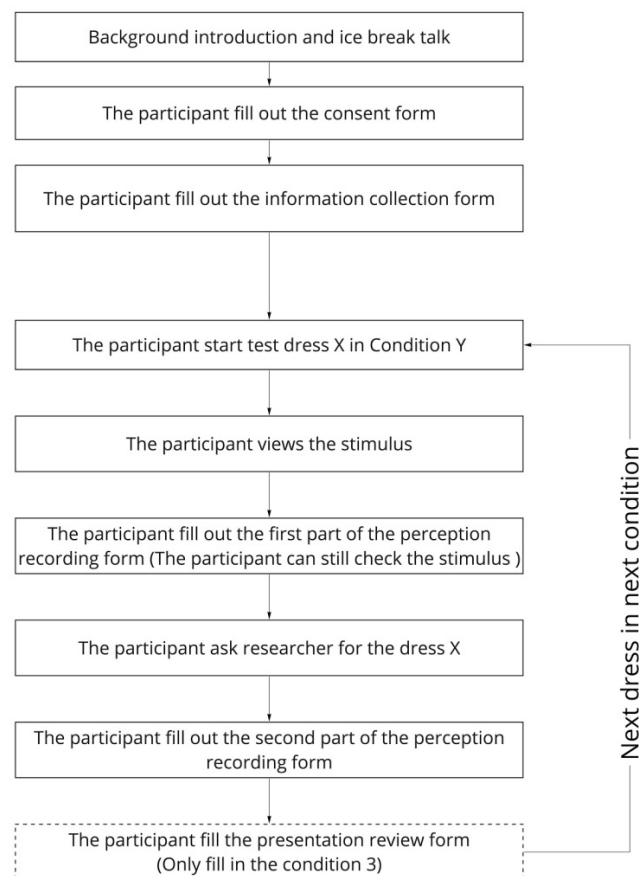 Background introduction and ice break talk
The participant fill out the consent form
The participant fill out the information collection form
The participant start test dress X in Condition Y
The participant views the stimulus
The participant fill out the first part of the perception
recording form (The participant can still check the stimulus )
The participant ask researcher for the dress X
The participant fill out the second part of the perception
recording form
The participant fill the presentation review form
(Only fill in the condition 3)
Next dress in next condition